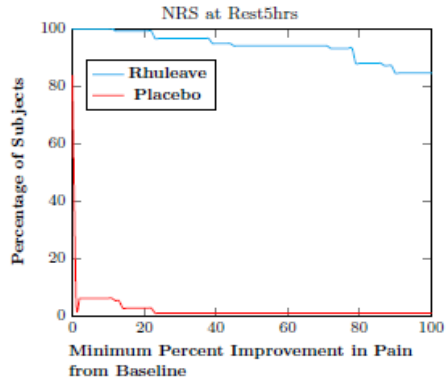 NRS at Rest5hrs
Percentage of Subjects
100
80
60
40
20
0
Rhuleave
Placebo
0 20 40 60 80 100
Minimum Percent Improvement in Pain
from Baseline